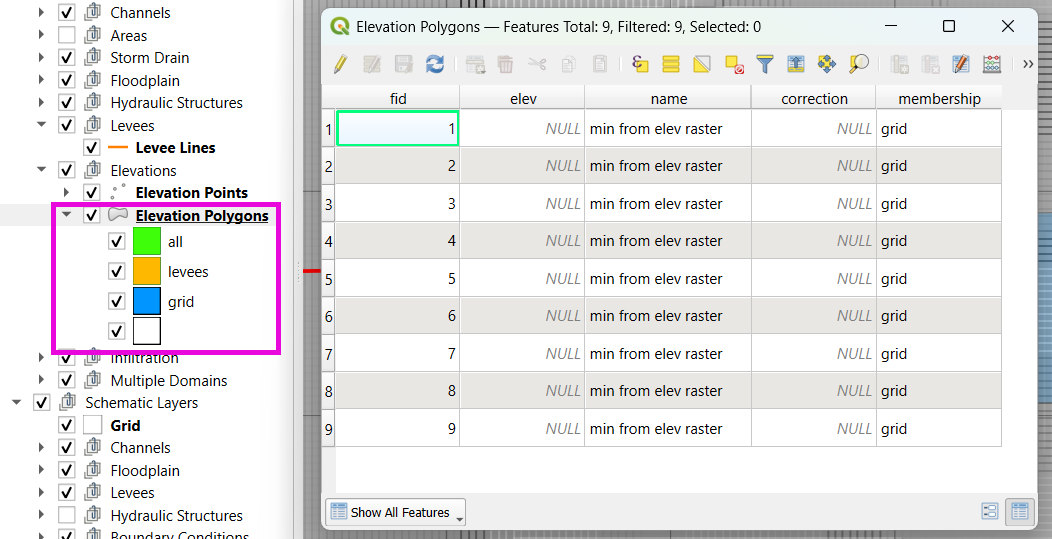 Channels
Areas
Storm Drain
Floodplain
Hydraulic Structures
Levees
Levee Lines
Elevations
Elevation Points
Elevation Polygons
all
levees
grid
Infiltration
Multiple Domains
Schematic Layers
Grid
Channels
Floodplain
Levees
Hydraulic Structures
Boundary Conditions
Elevation Polygons — Features Total: 9, Filtered: 9, Selected: 0
fid elev name correction membership
1 1 NULL min from elev raster NULL grid
2 2 NULL min from elev raster NULL grid
3 3 NULL min from elev raster NULL grid
4 4 NULL min from elev raster NULL grid
5 5 NULL min from elev raster NULL grid
6 6 NULL min from elev raster NULL grid
7 7 NULL min from elev raster NULL grid
8 8 NULL min from elev raster NULL grid
9 9 NULL min from elev raster NULL grid
Show All Features